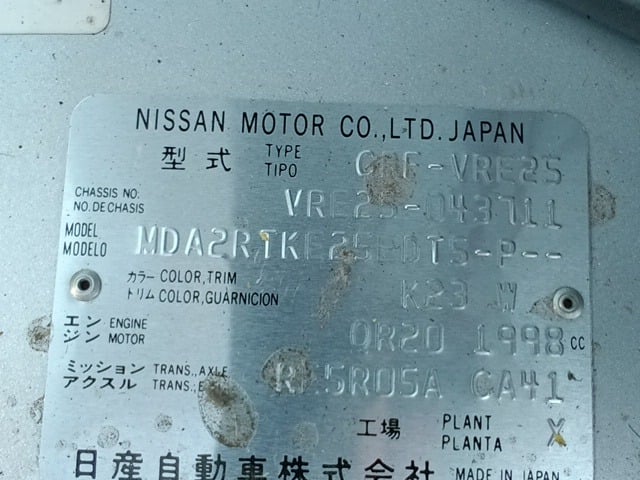 NISSAN MOTOR CO.,LTD. JAPAN
型式 TYPE TIPO CBF-VRE25
CHASSIS NO. NO.DE CHASIS VRE25-043711
MODEL MODELO
カラー COLOR,TRIM
トリム COLOR,GUARNICION K23 W
エン ENGINE
ジン MOTOR QR20 1998 cc
ミッション TRANS.,AXLE
アクスル RE5R05A CA41
工場 PLANT PLANTA X
日産自動車株式会社 MADE IN JAPAN